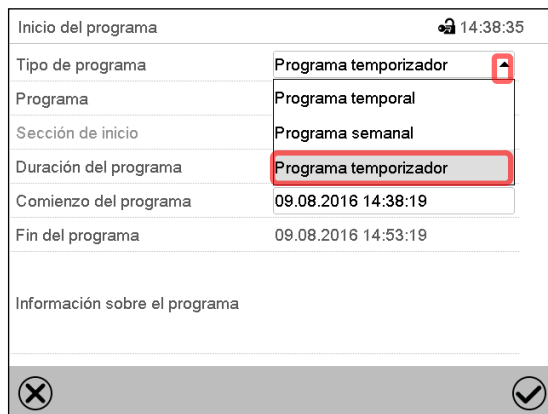 Inicio del programa 14:38:35
Tipo de programa Programa temporizador
Programa Programa temporal
Sección de inicio Programa semanal
Duración del programa Programa temporizador
Comienzo del programa 09.08.2016 14:38:19
Fin del programa 09.08.2016 14:53:19
Información sobre el programa